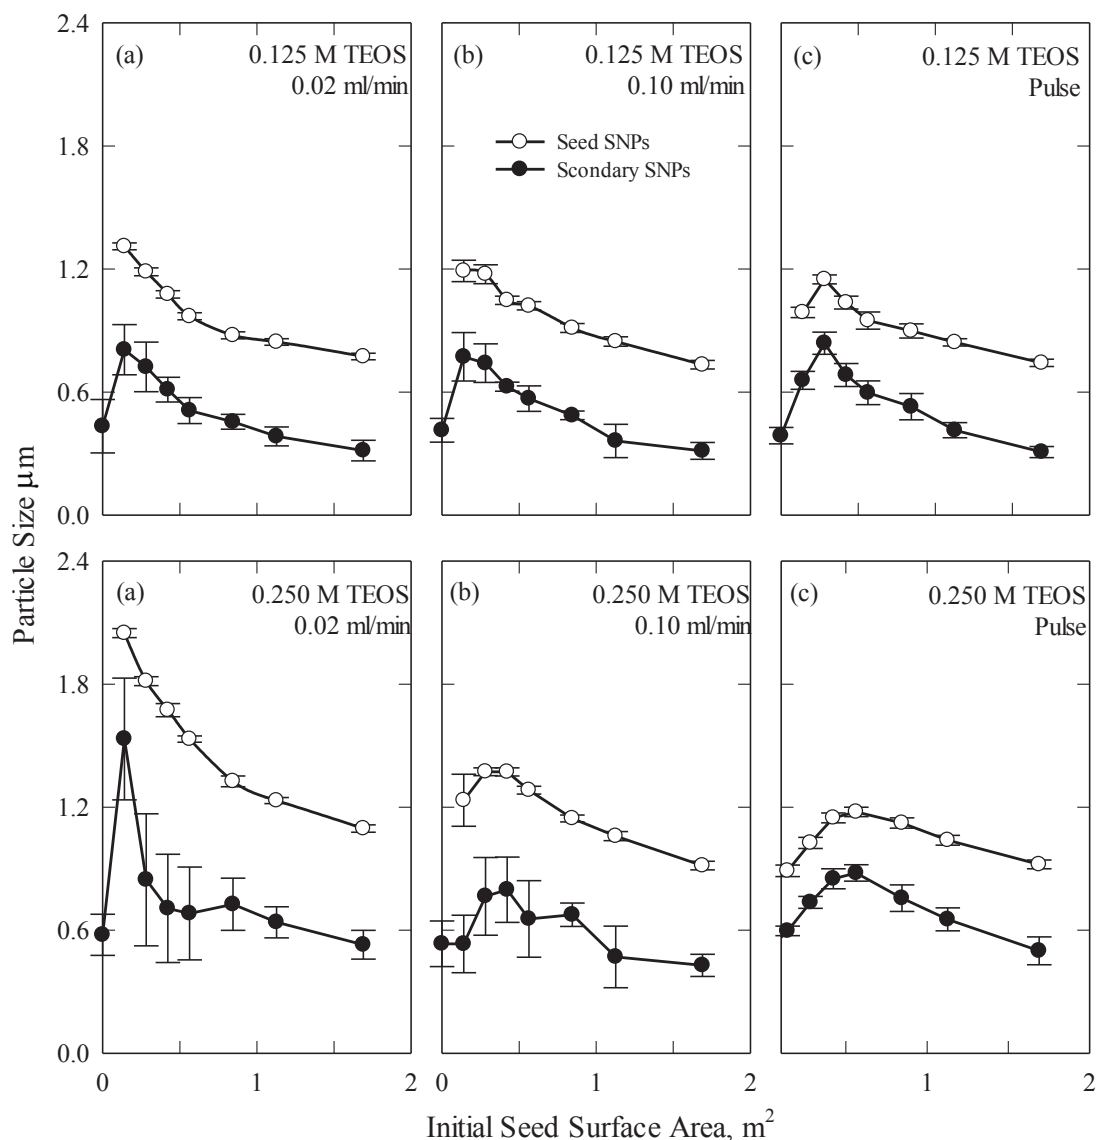 2.4
(a)
0.125 M TEOS
0.02 ml/min
(b)
0.125 M TEOS
0.10 ml/min
(c)
0.125 M TEOS
Pulse
Seed SNPs
Scondary SNPs
1.8
1.2
0.6
0.0
Particle Size μm
2.4
(a)
0.250 M TEOS
0.02 ml/min
(b)
0.250 M TEOS
0.10 ml/min
(c)
0.250 M TEOS
Pulse
1.8
1.2
0.6
0.0
0 1 2 0 1 2 0 1 2
Initial Seed Surface Area, m²